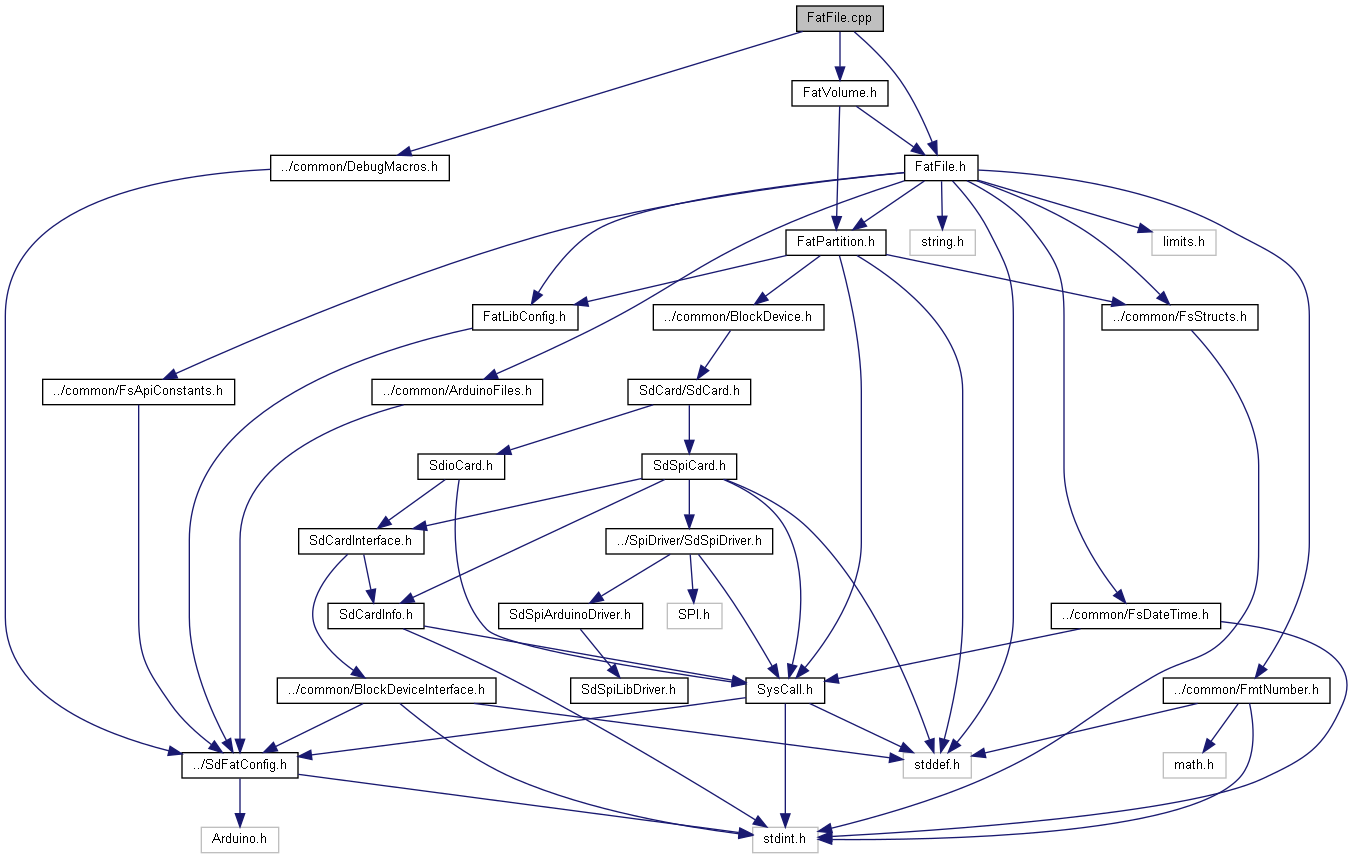 FatFile.cpp
FatVolume.h
../common/DebugMacros.h
FatFile.h
FatPartition.h
string.h
limits.h
FatLibConfig.h
../common/BlockDevice.h
../common/FsStructs.h
../common/FsApiConstants.h
../common/ArduinoFiles.h
SdCard/SdCard.h
SdioCard.h
SdSpiCard.h
SdCardInterface.h
../SpiDriver/SdSpiDriver.h
SdCardInfo.h
SdSpiArduinoDriver.h
SPI.h
../common/FsDateTime.h
../common/BlockDeviceInterface.h
SdSpiLibDriver.h
SysCall.h
../common/FmtNumber.h
../SdFatConfig.h
stddef.h
math.h
Arduino.h
stdint.h